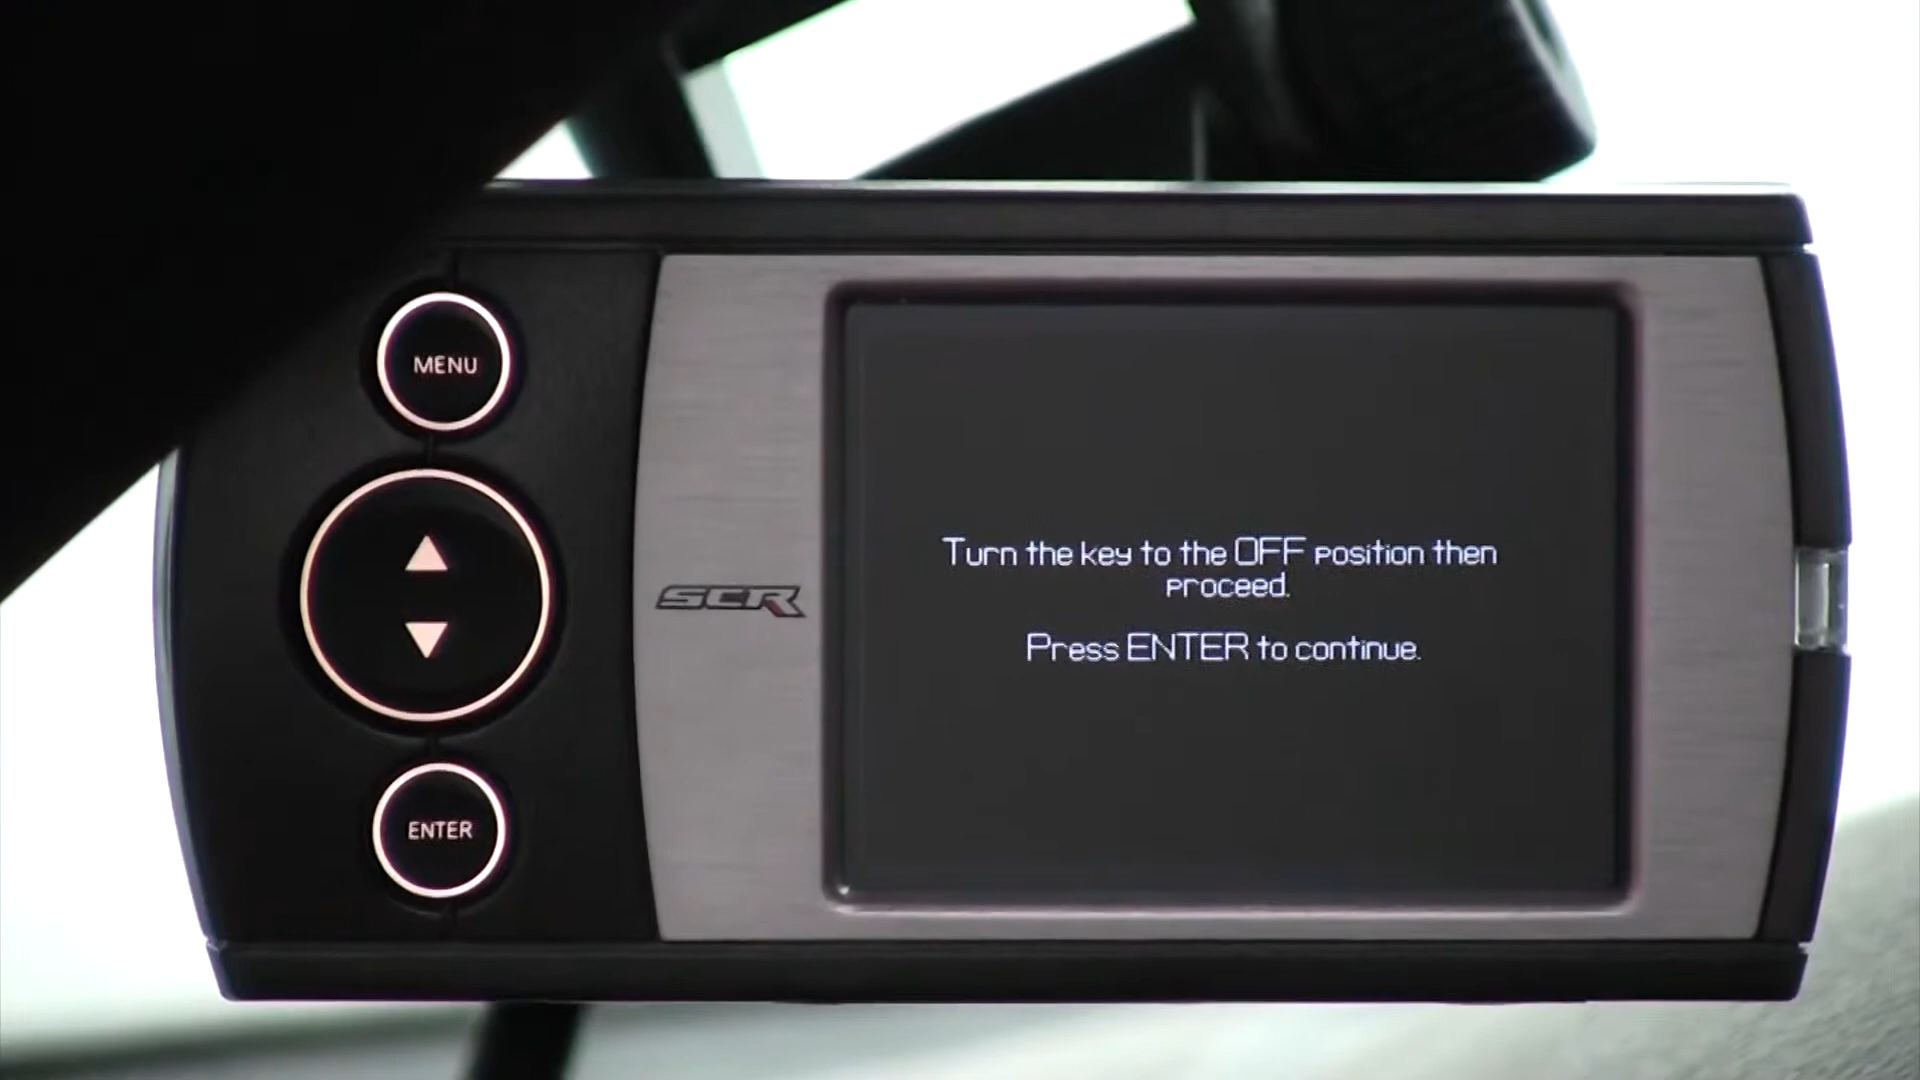 MENU
SCR
Turn the key to the OFF position then
proceed.
Press ENTER to continue.
ENTER